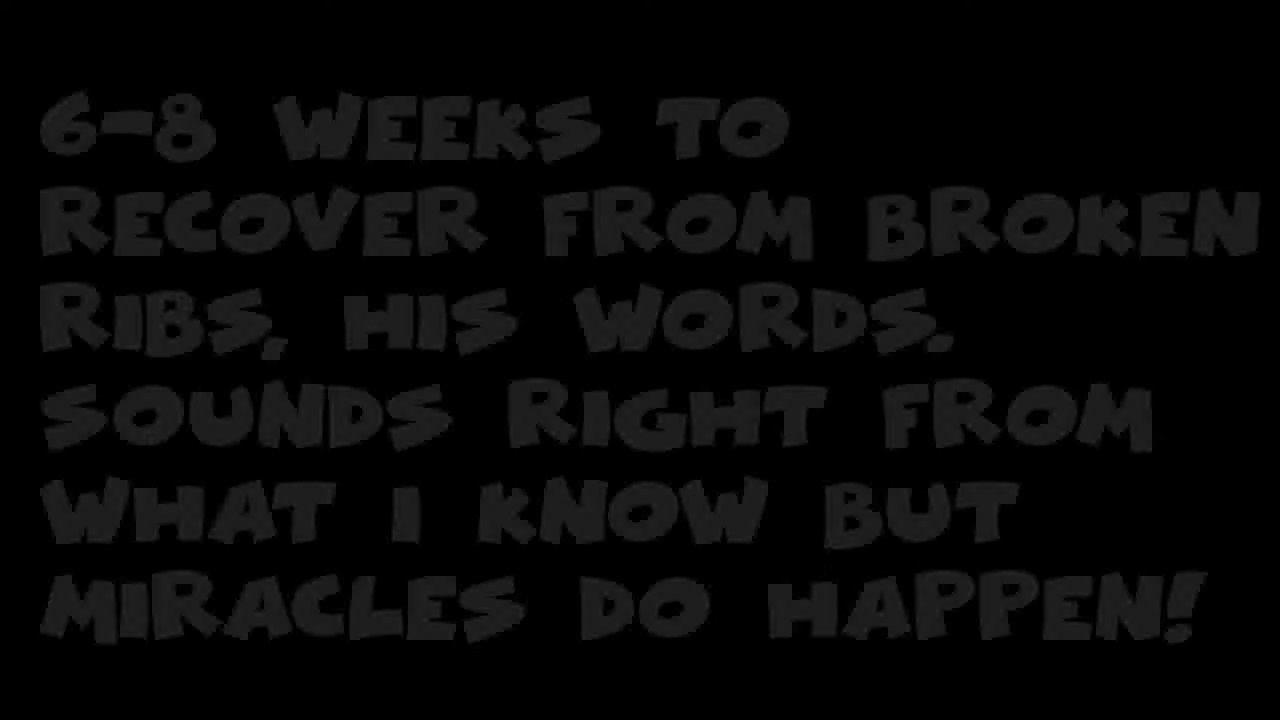 6-8 WEEKS TO
RECOVER FROM BROKEN
RIBS, HIS WORDS.
SOUNDS RIGHT FROM
WHAT I KNOW BUT
MIRACLES DO HAPPEN!